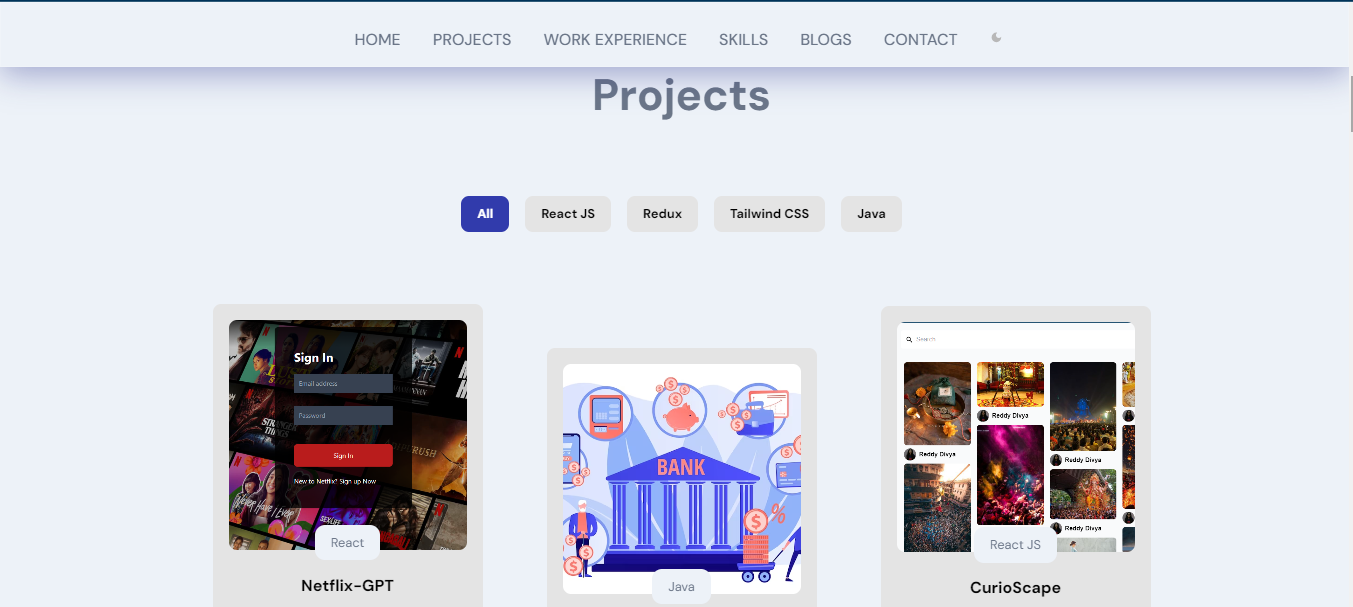 HOME PROJECTS WORK EXPERIENCE SKILLS BLOGS CONTACT
Projects
All React JS Redux Tailwind CSS Java
Sign In
Email address
Password
Sign In
New to Netflix? Sign up Now
React
Netflix-GPT
BANK
%
Java
Search
Reddy Divya
Reddy Divya
Reddy Divya
Reddy Divya
React JS
CurioScape